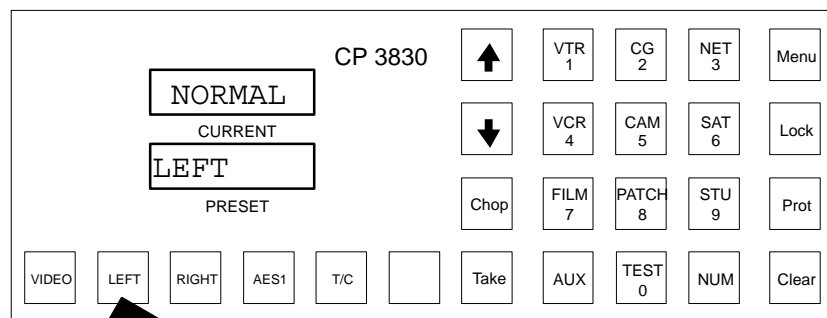 CP 3830
NORMAL
CURRENT
LEFT
PRESET
VTR
1
CG
2
NET
3
Menu
VCR
4
CAM
5
SAT
6
Lock
Chop
FILM
7
PATCH
8
STU
9
Prot
VIDEO
LEFT
RIGHT
AES1
T/C
Take
AUX
TEST
0
NUM
Clear